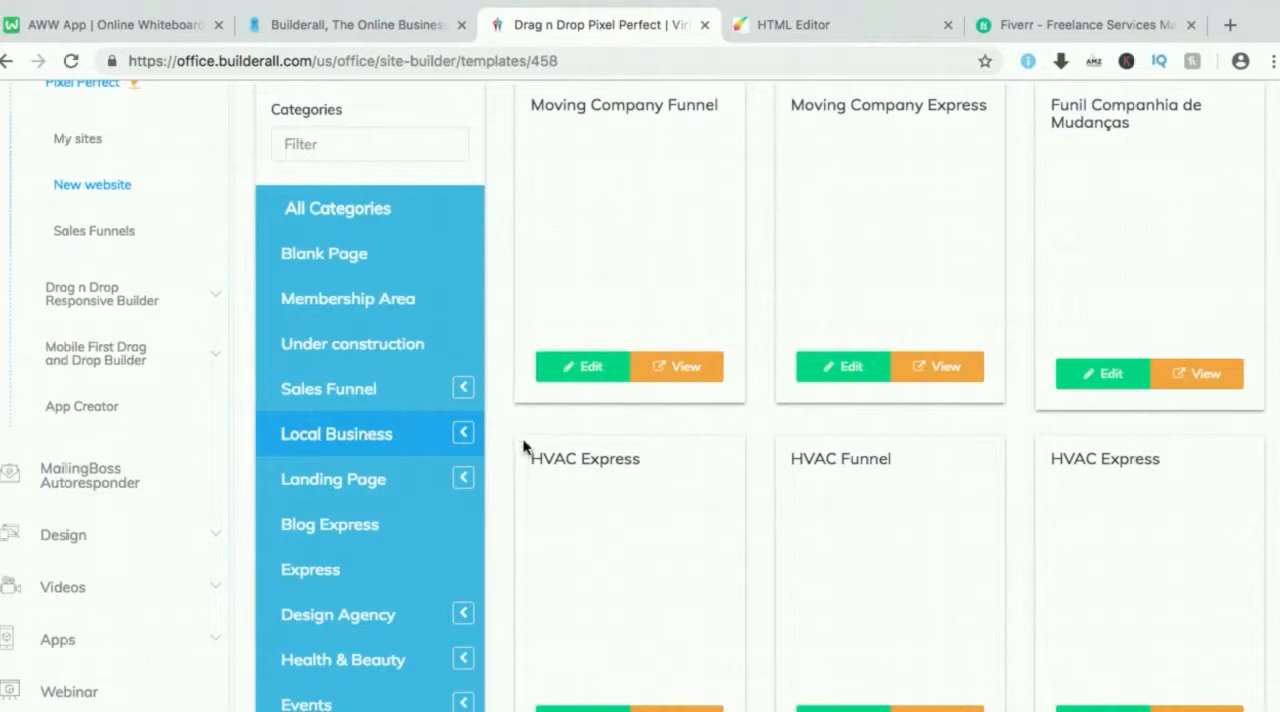 AWW App | Online Whiteboard
Builderall, The Online Business
Drag n Drop Pixel Perfect | Vir
HTML Editor
Fiverr - Freelance Services Ma
https://office.builderall.com/us/office/site-builder/templates/458
AMZ
K
IQ
Pixel Perfect
My sites
New website
Sales Funnels
Drag n Drop
Responsive Builder
Mobile First Drag
and Drop Builder
App Creator
MailingBoss
Autoresponder
Design
Videos
Apps
Webinar
Categories
Filter
All Categories
Blank Page
Membership Area
Under construction
Sales Funnel
Local Business
Landing Page
Blog Express
Express
Design Agency
Health & Beauty
Events
Moving Company Funnel
Edit View
Moving Company Express
Edit View
Funil Companhia de
Mudanças
Edit View
HVAC Express
HVAC Funnel
HVAC Express